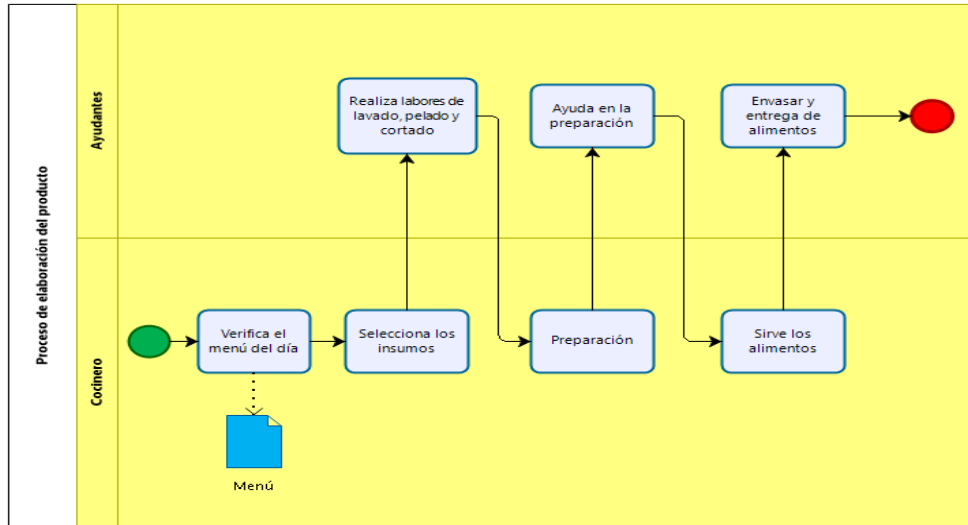 Proceso de elaboración del producto
Ayudantes
Realiza labores de
lavado, pelado y
cortado
Ayuda en la
preparación
Envasar y
entrega de
alimentos
Cocinero
Verifica el
menú del día
Selecciona los
insumos
Preparación
Sirve los
alimentos
Menú